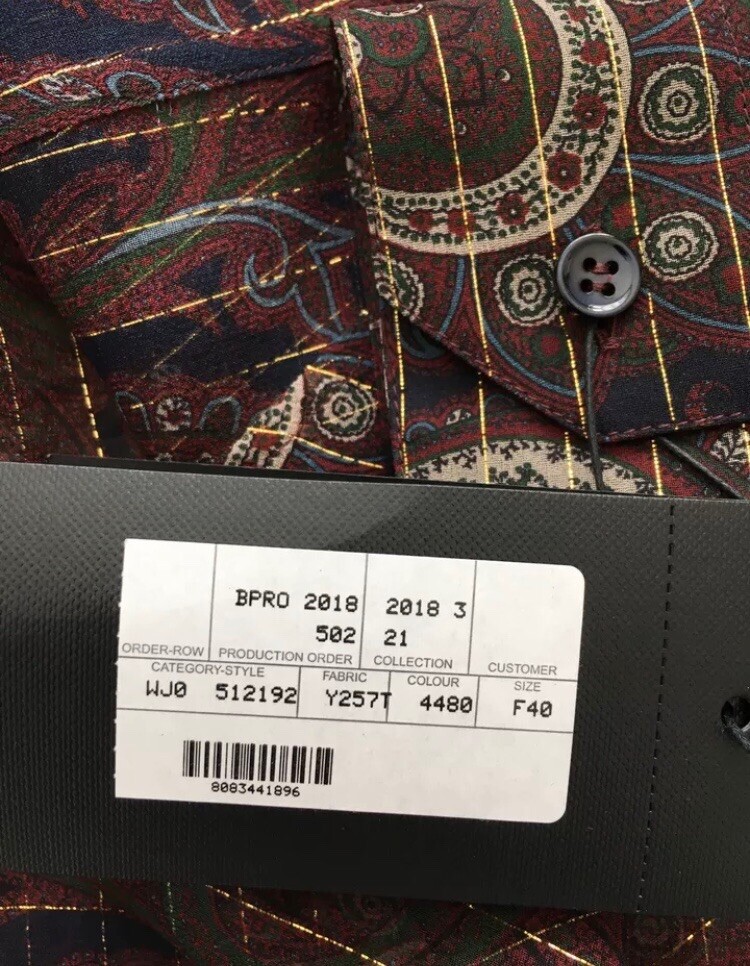 BPRO 2018 2018 3
502 21
ORDER-ROW PRODUCTION ORDER COLLECTION CUSTOMER
CATEGORY-STYLE FABRIC COLOUR SIZE
WJ0 512192 Y257T 4480 F40
8083441896